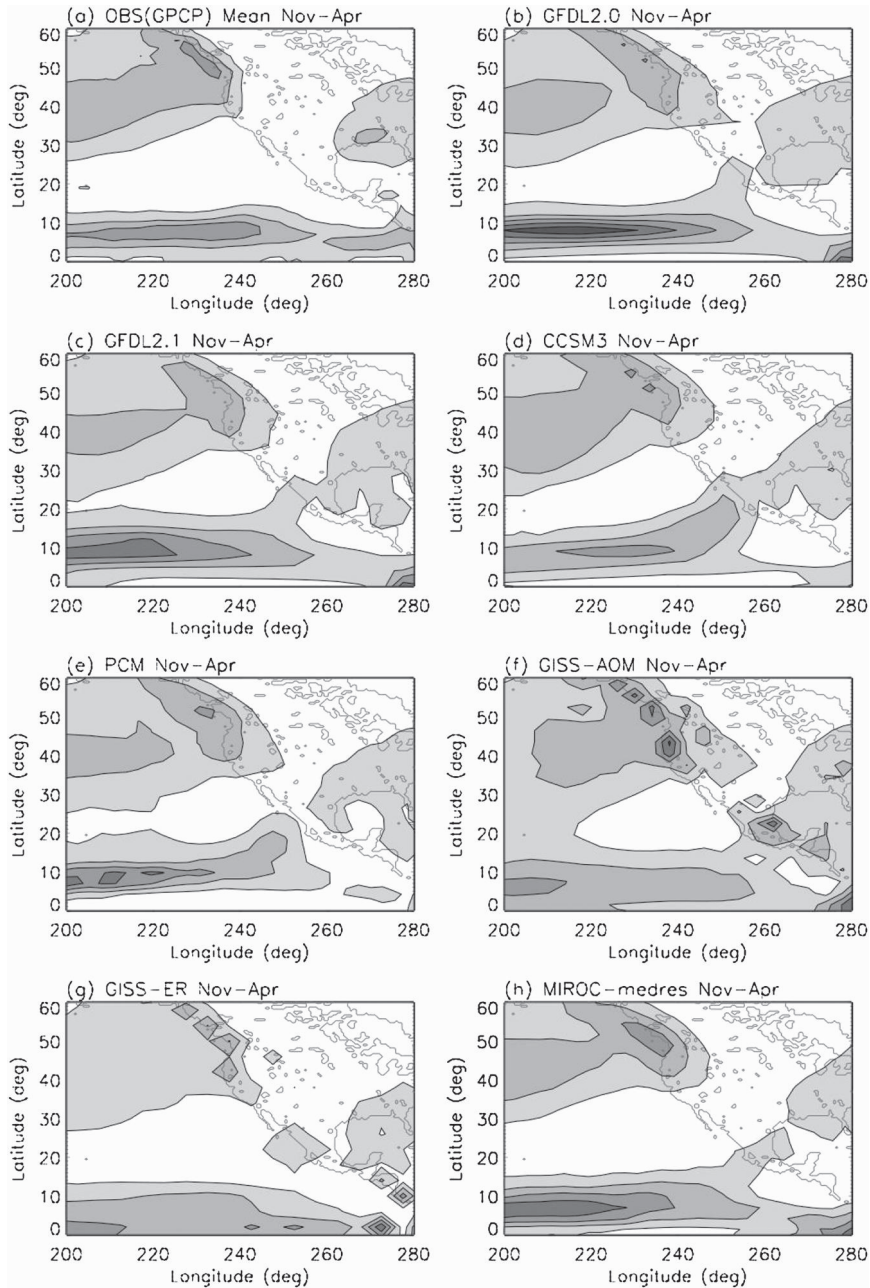 (a) OBS(GPCP) Mean Nov-Apr
60
50
40
30
20
10
0
Latitude (deg)
200 220 240 260 280
Longitude (deg)
(b) GFDL2.0 Nov-Apr
60
50
40
30
20
10
0
Latitude (deg)
200 220 240 260 280
Longitude (deg)
(c) GFDL2.1 Nov-Apr
60
50
40
30
20
10
0
Latitude (deg)
200 220 240 260 280
Longitude (deg)
(d) CCSM3 Nov-Apr
60
50
40
30
20
10
0
Latitude (deg)
200 220 240 260 280
Longitude (deg)
(e) PCM Nov-Apr
60
50
40
30
20
10
0
Latitude (deg)
200 220 240 260 280
Longitude (deg)
(f) GISS-AOM Nov-Apr
60
50
40
30
20
10
0
Latitude (deg)
200 220 240 260 280
Longitude (deg)
(g) GISS-ER Nov-Apr
60
50
40
30
20
10
0
Latitude (deg)
200 220 240 260 280
Longitude (deg)
(h) MIROC-medres Nov-Apr
60
50
40
30
20
10
0
Latitude (deg)
200 220 240 260 280
Longitude (deg)